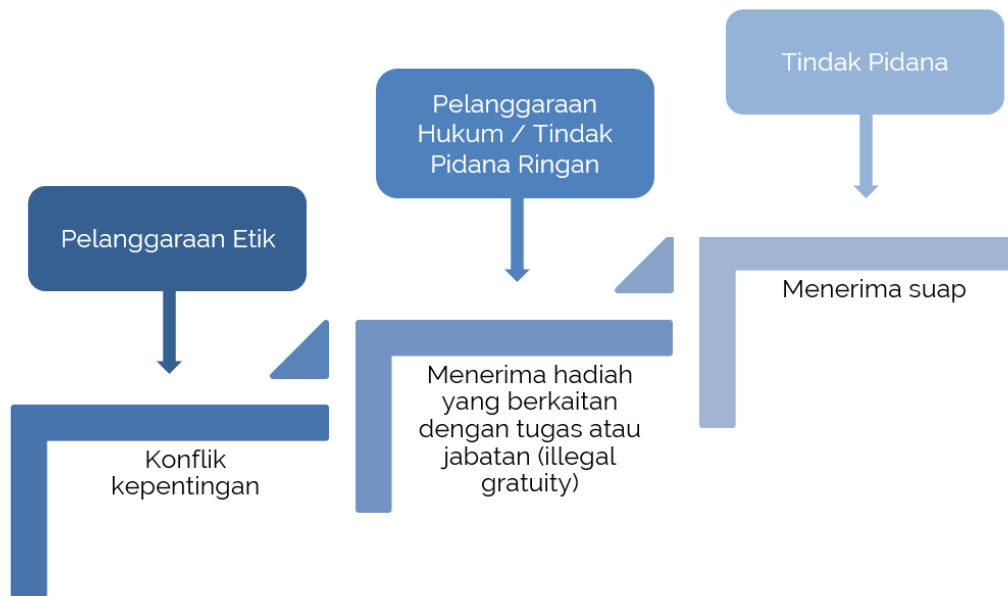 Pelanggaraan Etik
Konflik
kepentingan
Pelanggaraan
Hukum / Tindak
Pidana Ringan
Menerima hadiah
yang berkaitan
dengan tugas atau
jabatan (illegal
gratuity)
Tindak Pidana
Menerima suap